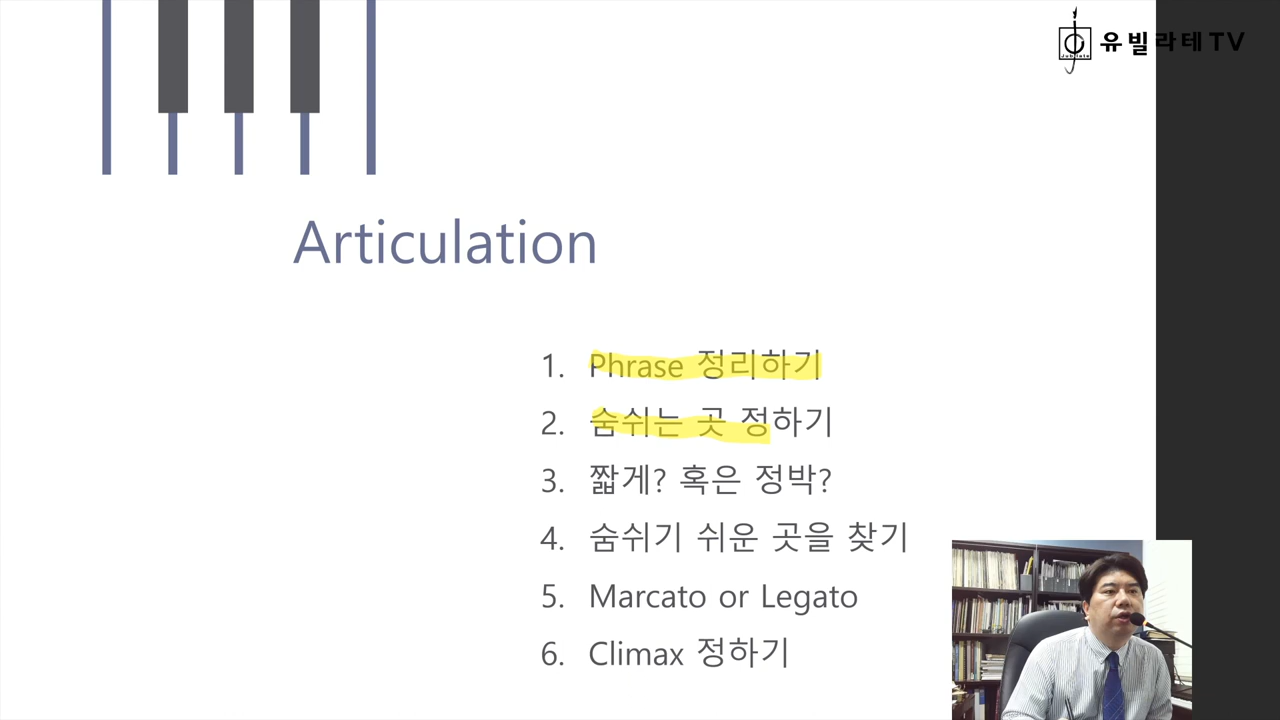 유빌라테TV
Jubilate
Articulation
1. Phrase 정리하기
2. 숨쉬는 곳 정하기
3. 짧게? 혹은 정박?
4. 숨쉬기 쉬운 곳을 찾기
5. Marcato or Legato
6. Climax 정하기